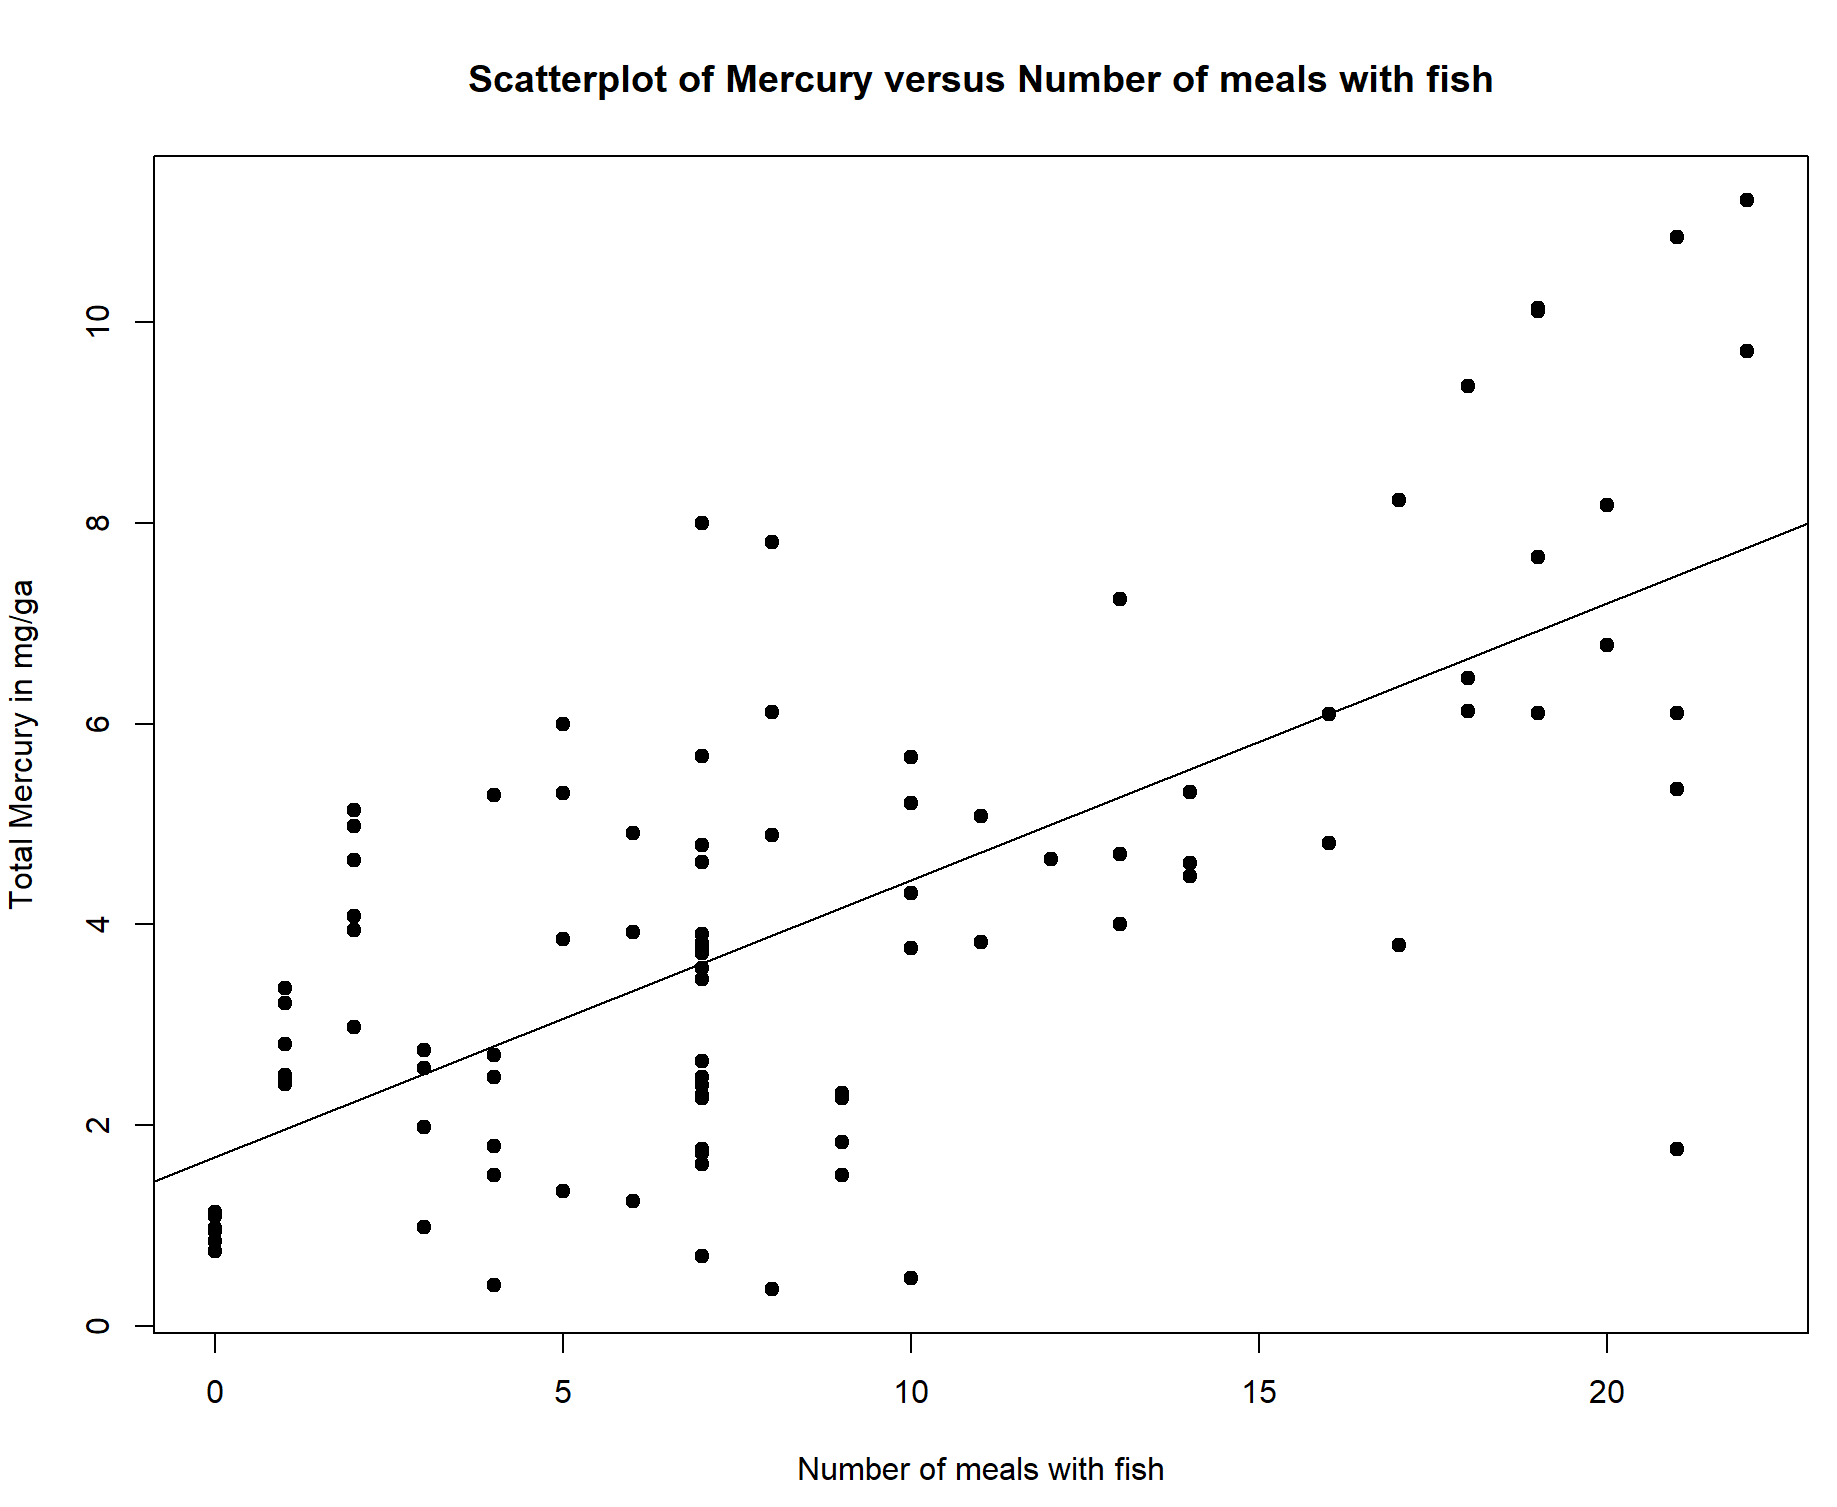 Scatterplot of Mercury versus Number of meals with fish
Total Mercury in mg/ga
10
8
6
4
2
0
0 5 10 15 20
Number of meals with fish